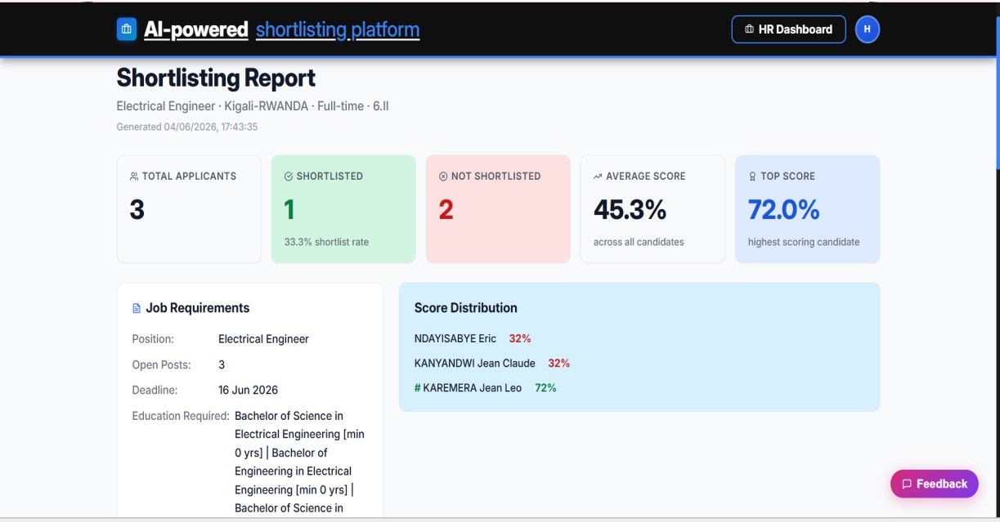 AI-powered shortlisting platform
HR Dashboard
H
Shortlisting Report
Electrical Engineer · Kigali-RWANDA · Full-time · 6.II
Generated 04/06/2026, 17:43:35
TOTAL APPLICANTS
3
SHORTLISTED
1
33.3% shortlist rate
NOT SHORTLISTED
2
AVERAGE SCORE
45.3%
across all candidates
TOP SCORE
72.0%
highest scoring candidate
Job Requirements
Position: Electrical Engineer
Open Posts: 3
Deadline: 16 Jun 2026
Education Required: Bachelor of Science in
Electrical Engineering [min
0 yrs] | Bachelor of
Engineering in Electrical
Engineering [min 0 yrs] |
Bachelor of Science in
Score Distribution
NDAYISABYE Eric 32%
KANYANDWI Jean Claude 32%
# KAREMERA Jean Leo 72%
Feedback